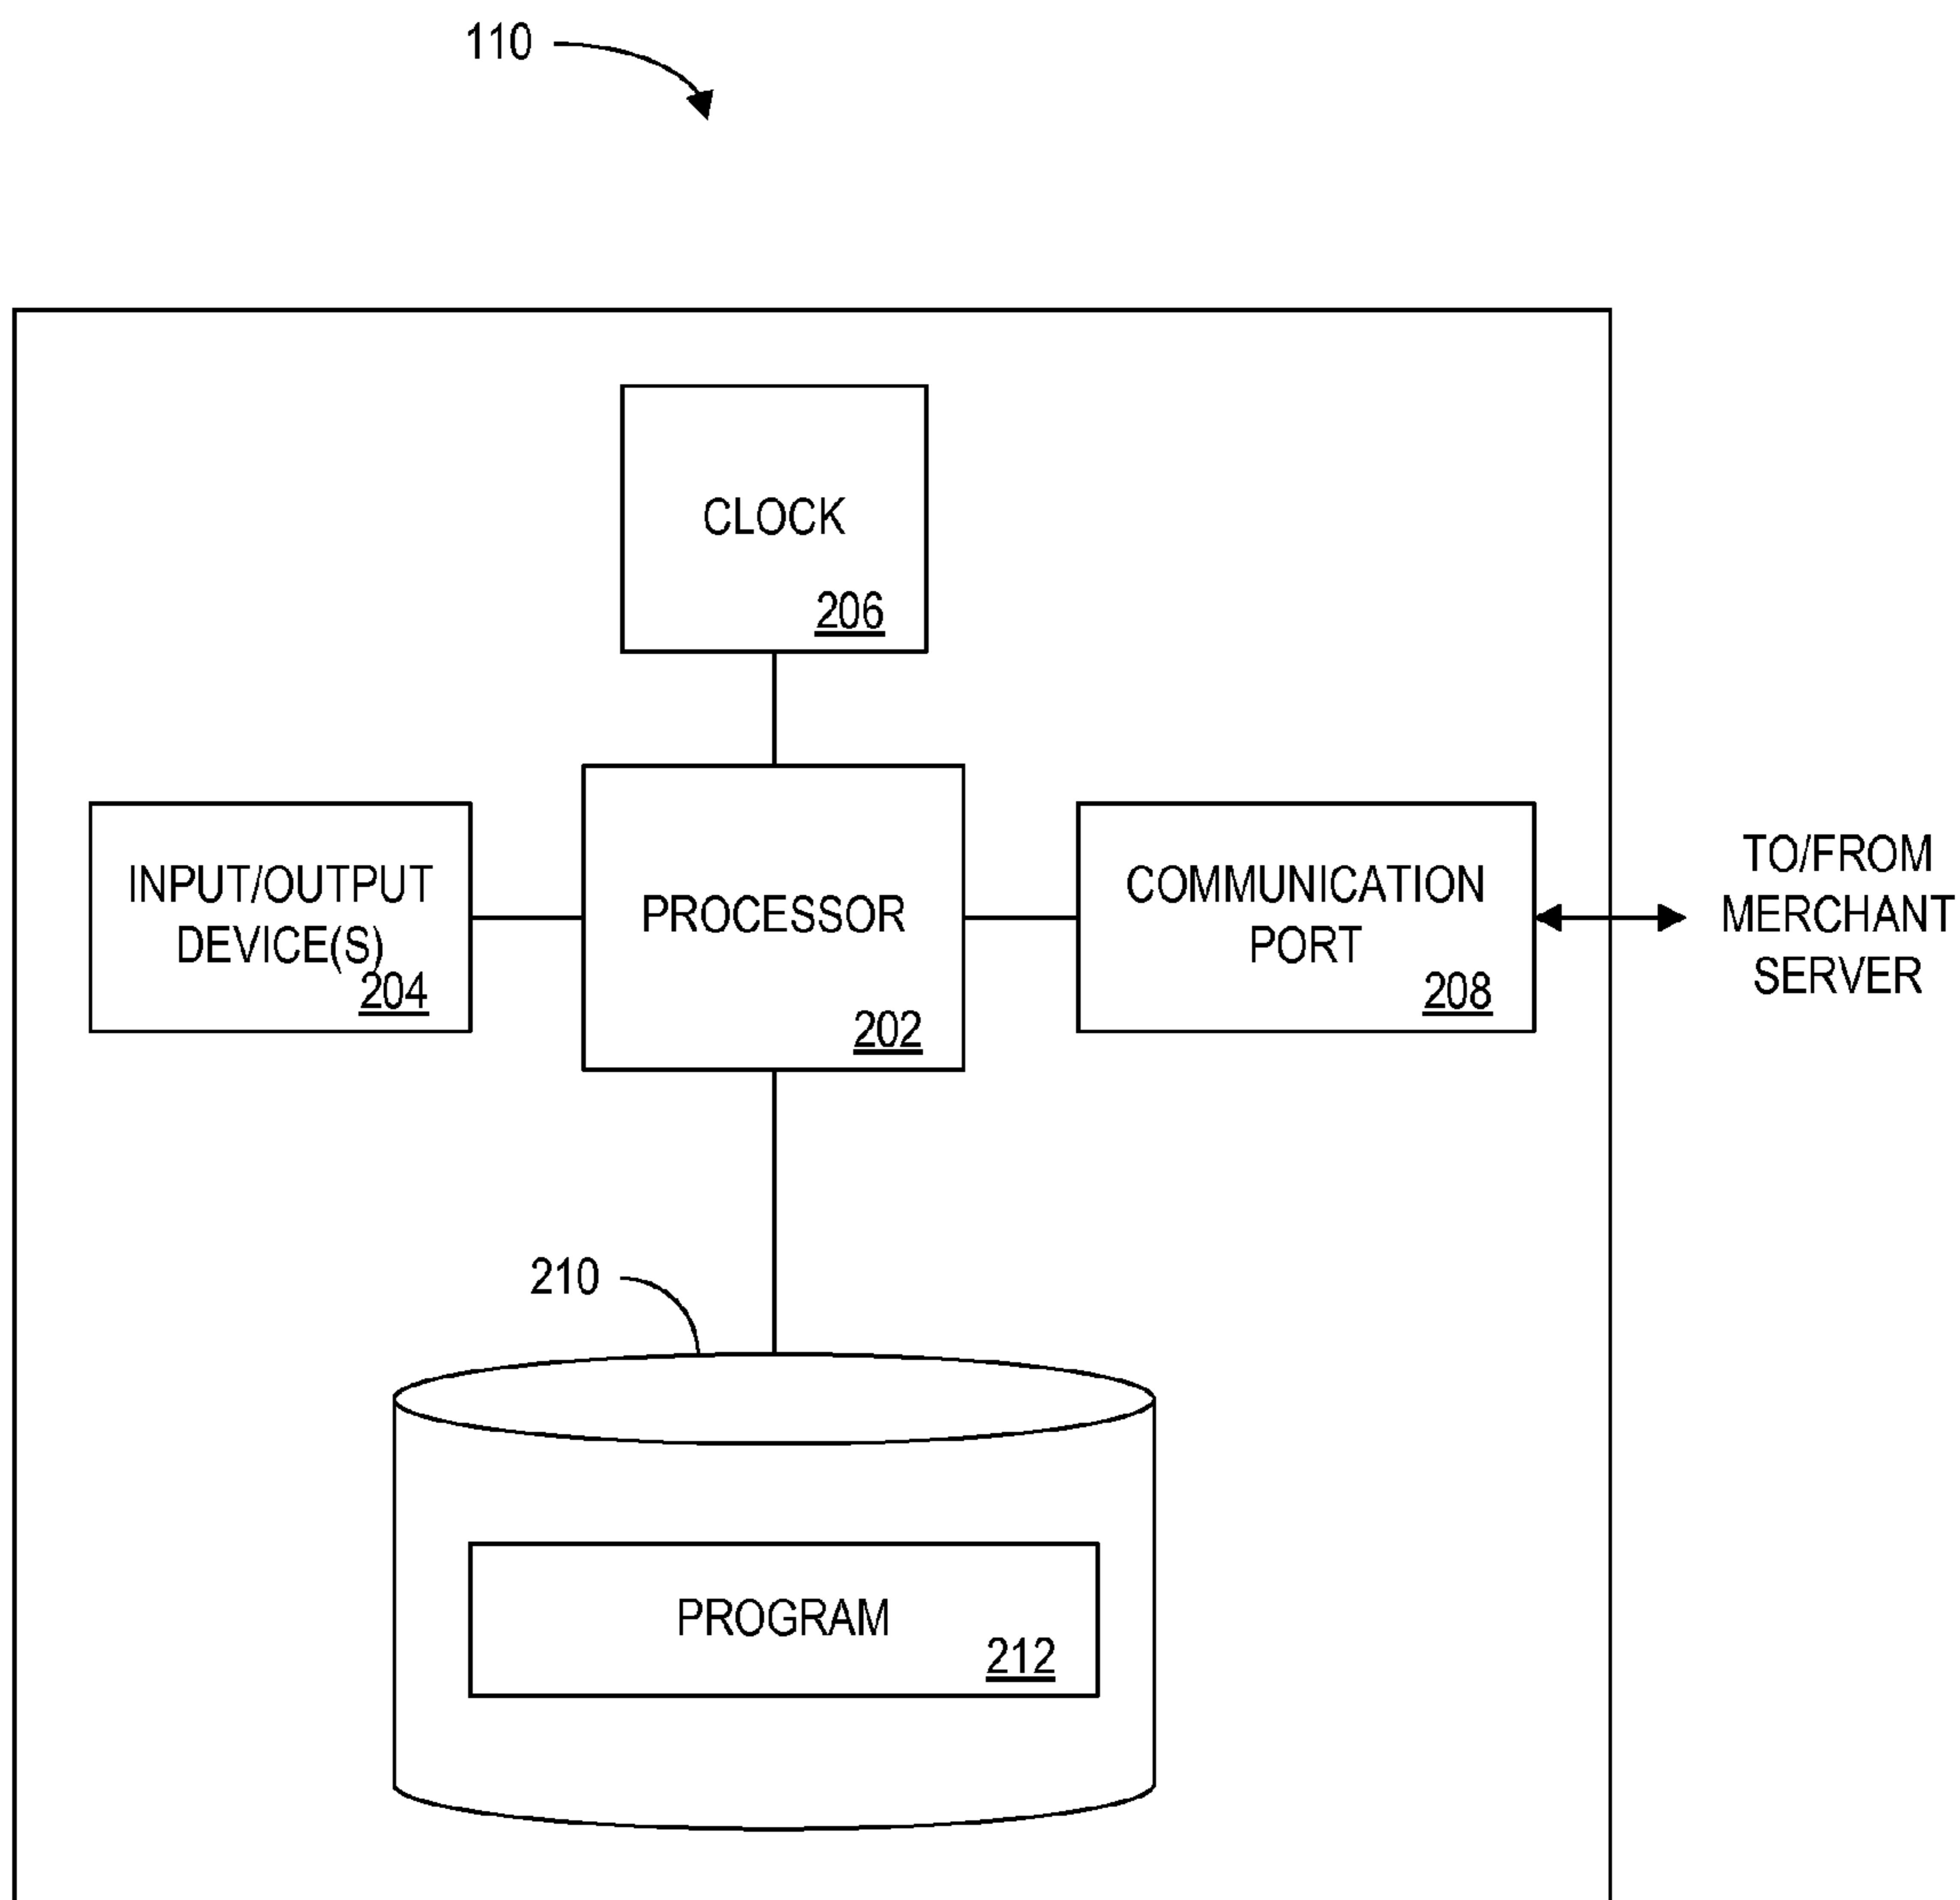 110
CLOCK
206
INPUT/OUTPUT
DEVICE(S)
204
PROCESSOR
202
COMMUNICATION
PORT
208
TO/FROM
MERCHANT
SERVER
210
PROGRAM
212